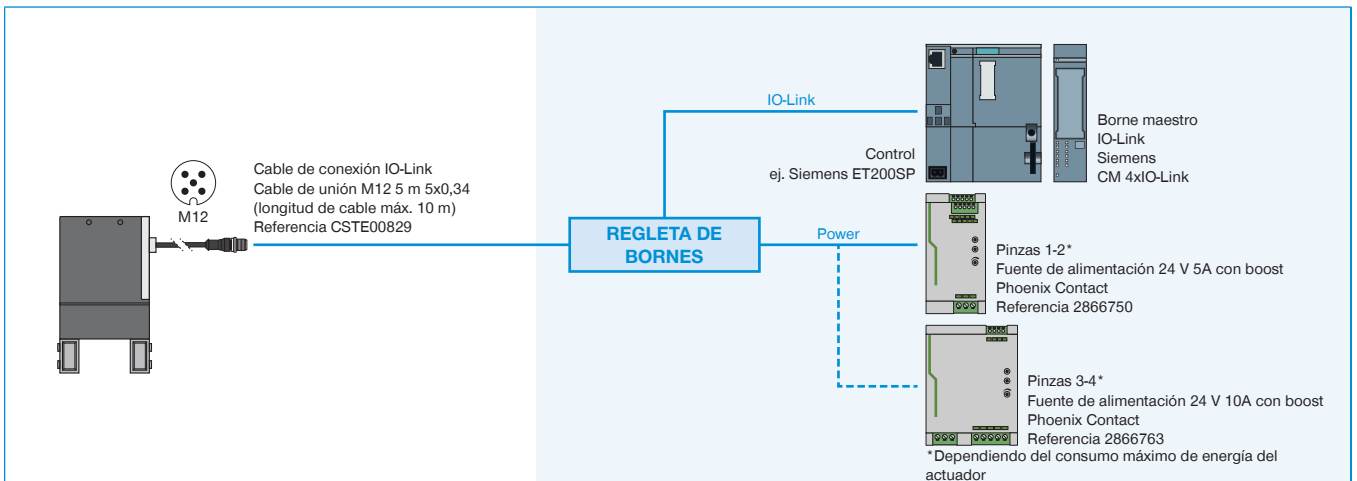 M12
Cable de conexión IO-Link
Cable de unión M12 5 m 5x0,34
(longitud de cable máx. 10 m)
Referencia CSTE00829
REGLETA DE
BORNES
IO-Link
Control
ej. Siemens ET200SP
Borne maestro
IO-Link
Siemens
CM 4xIO-Link
Power
Pinzas 1-2*
Fuente de alimentación 24 V 5A con boost
Phoenix Contact
Referencia 2866750
Pinzas 3-4*
Fuente de alimentación 24 V 10A con boost
Phoenix Contact
Referencia 2866763
*Dependiendo del consumo máximo de energía del
actuador